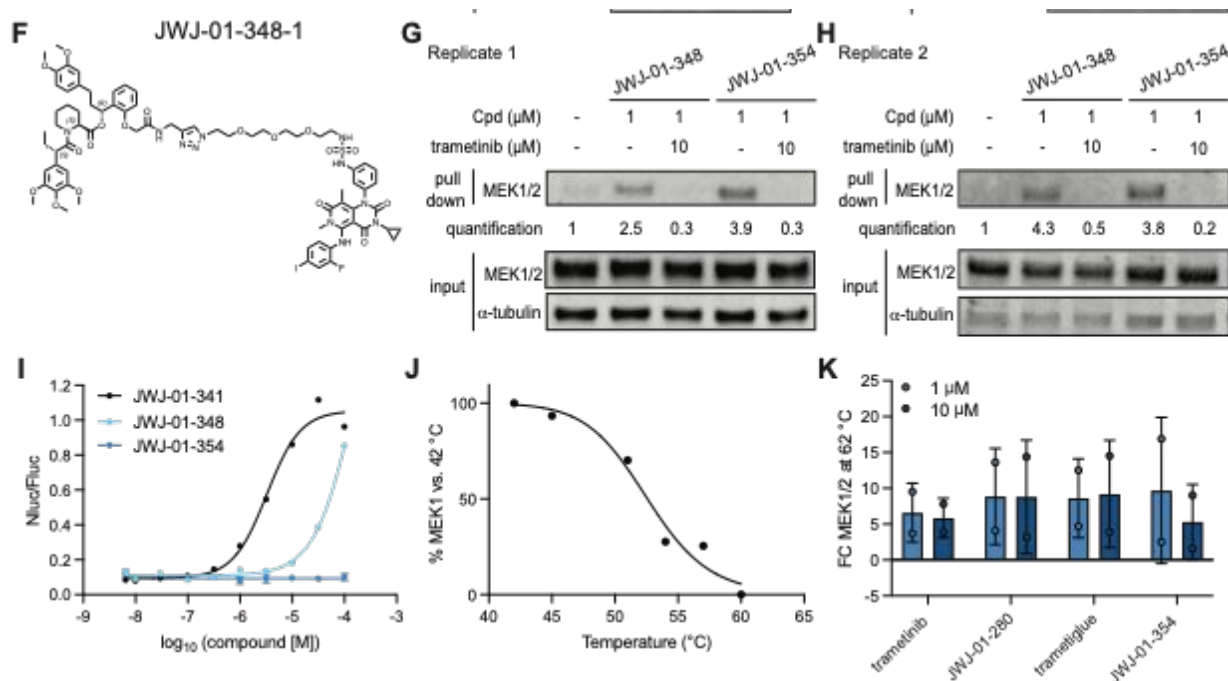 F
JWJ-01-348-1
G
Replicate 1
JWJ-01-348
JWJ-01-354
Cpd (μM) - 1 1 1 1
trametinib (μM) - - 10 - 10
pull down
MEK1/2
quantification 1 2.5 0.3 3.9 0.3
input
MEK1/2
α-tubulin
H
Replicate 2
JWJ-01-348
JWJ-01-354
Cpd (μM) - 1 1 1 1
trametinib (μM) - - 10 - 10
pull down
MEK1/2
quantification 1 4.3 0.5 3.8 0.2
input
MEK1/2
α-tubulin
I
JWJ-01-341
JWJ-01-348
JWJ-01-354
Nluc/Fluc
1.2
1.0
0.8
0.6
0.4
0.2
0.0
-9 -8 -7 -6 -5 -4 -3
log10 (compound [M])
J
% MEK1 vs. 42 °C
100
50
0
40 45 50 55 60 65
Temperature (°C)
K
1 μM
10 μM
FC MEK1/2 at 62 °C
25
20
15
10
5
0
-5
trametinib
JWJ-01-280
trametiglue
JWJ-01-354